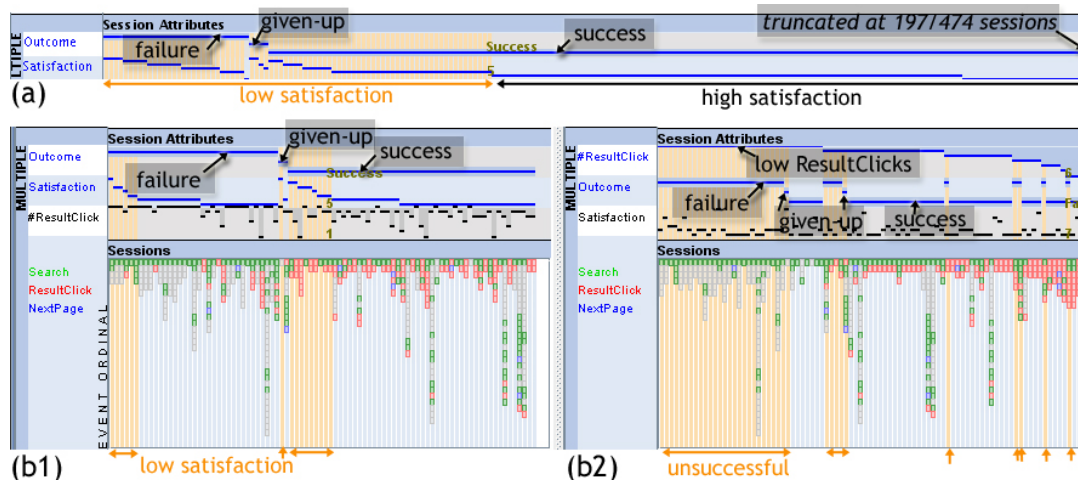 Session Attributes
given-up
truncated at 197/474 sessions
LTIPLE
Outcome
failure
Success
success
Satisfaction
5
(a)
low satisfaction
high satisfaction
Session Attributes
given-up
MULTIPLE
Outcome
failure
success
Success
Satisfaction
5
#ResultClick
1
Sessions
Search
ResultClick
NextPage
EVENT ORDINAL
(b1)
low satisfaction
Session Attributes
MULTIPLE
#ResultClick
low ResultClicks
6
Outcome
failure
given-up
success
Fa
Satisfaction
7
Sessions
Search
ResultClick
NextPage
(b2)
unsuccessful